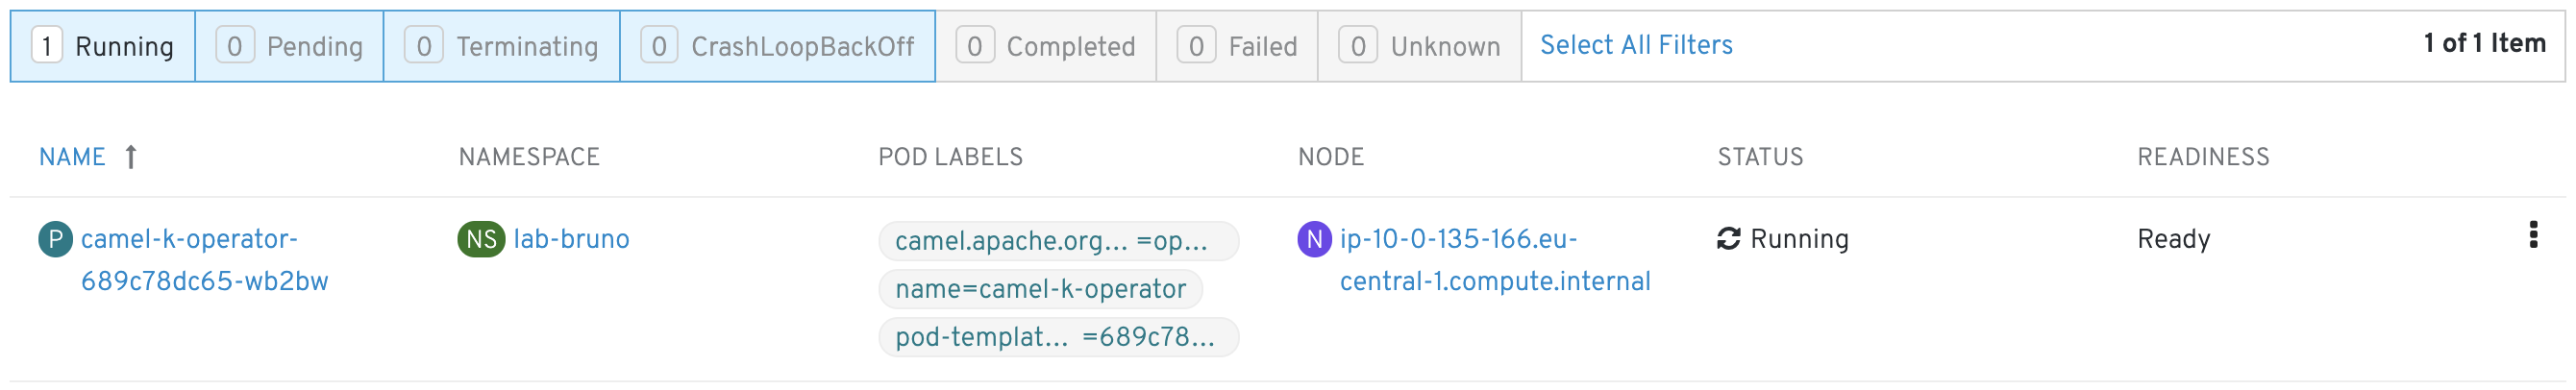 1 Running 0 Pending 0 Terminating 0 CrashLoopBackOff 0 Completed 0 Failed 0 Unknown Select All Filters 1 of 1 Item
NAME ↑ NAMESPACE POD LABELS NODE STATUS READINESS
P camel-k-operator-
689c78dc65-wb2bw
NS lab-bruno
camel.apache.org... =op...
name=camel-k-operator
pod-templat... =689c78...
N ip-10-0-135-166.eu-
central-1.compute.internal
Running
Ready